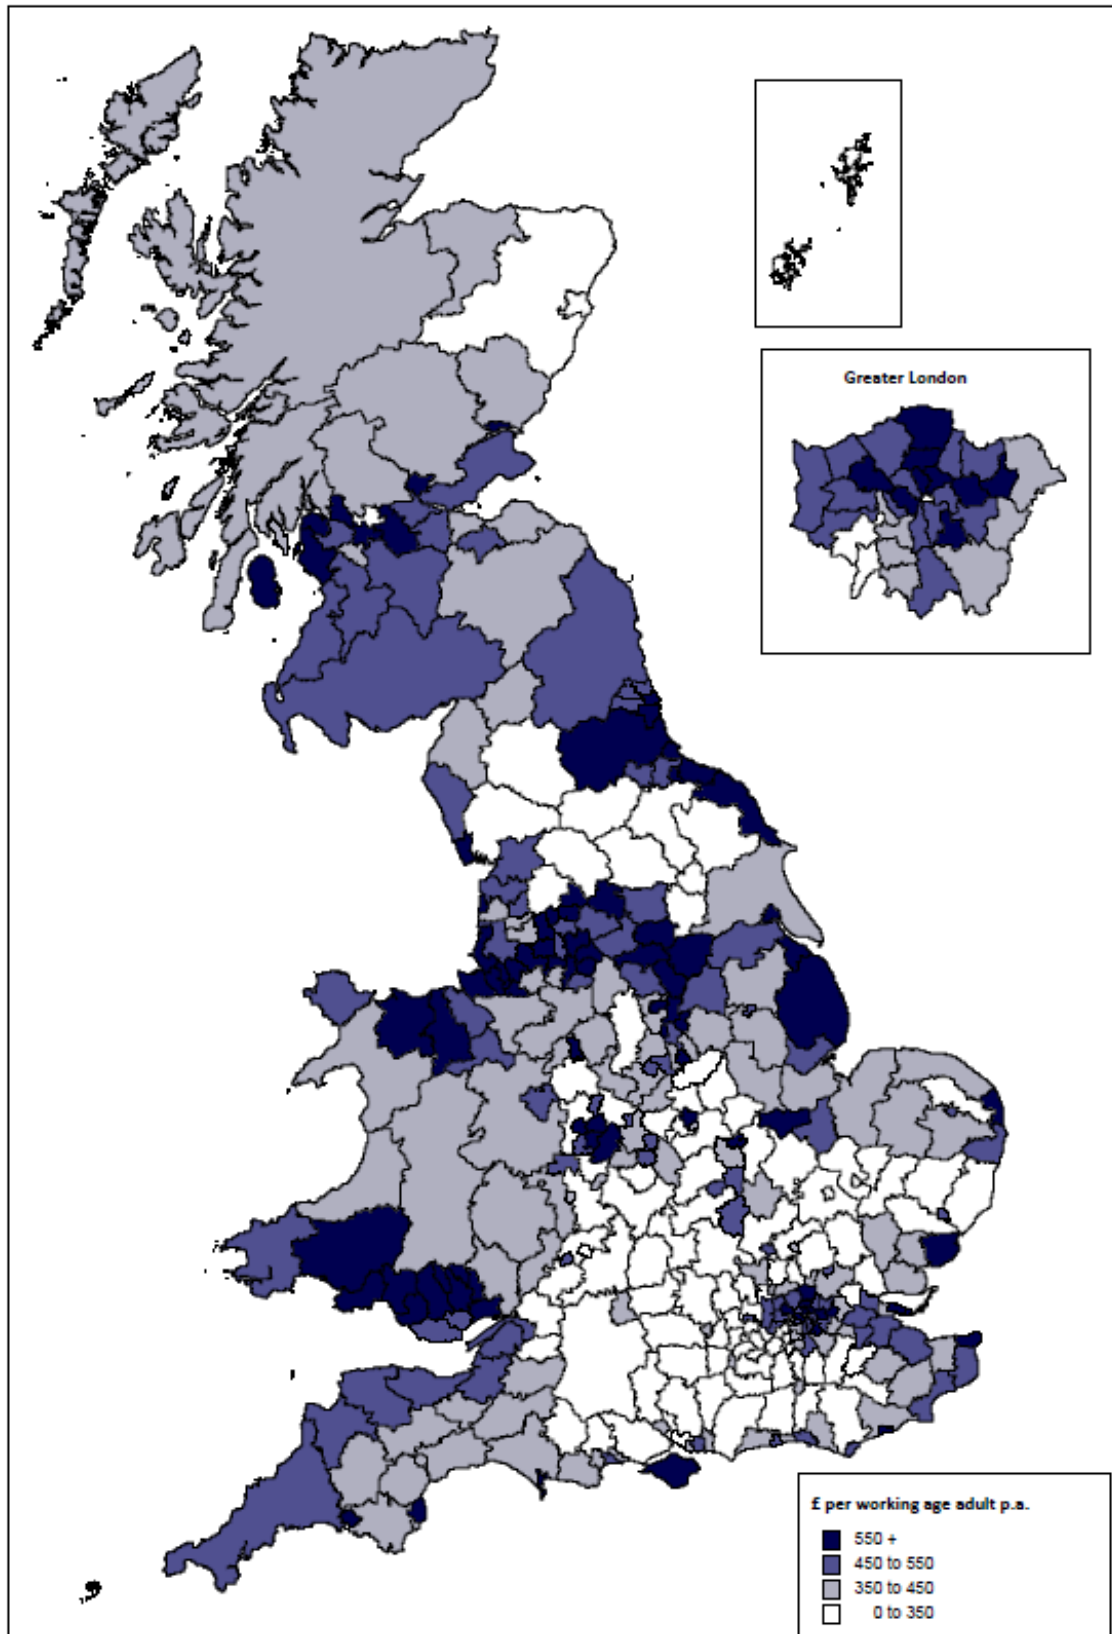 Greater London
£ per working age adult p.a.
550 +
450 to 550
350 to 450
0 to 350